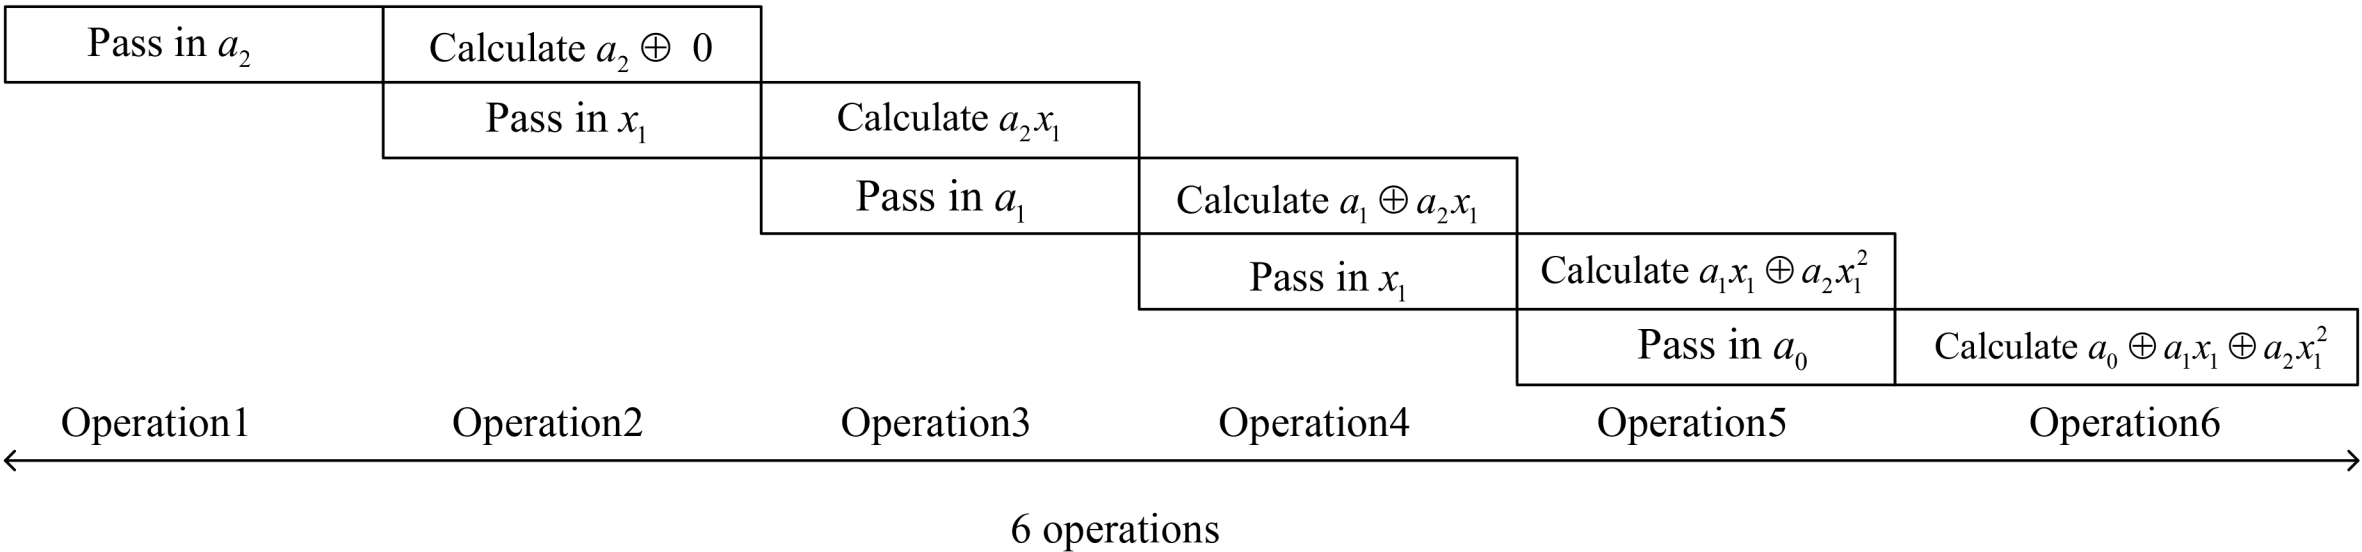 Pass in a₂
Calculate a₂ ⊕ 0
Pass in x₁
Calculate a₂x₁
Pass in a₁
Calculate a₁ ⊕ a₂x₁
Pass in x₁
Calculate a₁x₁ ⊕ a₂x₁²
Pass in a₀
Calculate a₀ ⊕ a₁x₁ ⊕ a₂x₁²
Operation1
Operation2
Operation3
Operation4
Operation5
Operation6
6 operations